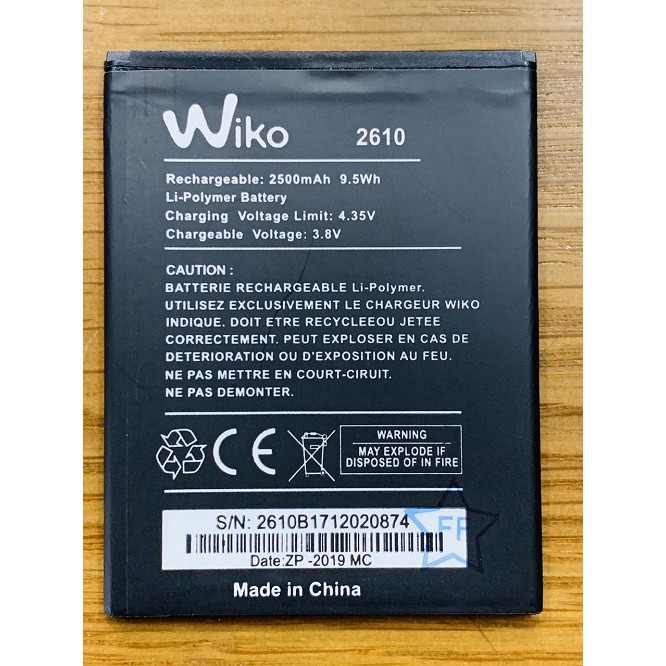 Wiko 2610
Rechargeable: 2500mAh 9.5Wh
Li-Polymer Battery
Charging Voltage Limit: 4.35V
Chargeable Voltage: 3.8V
CAUTION :
BATTERIE RECHARGEABLE Li-Polymer.
UTILISEZ EXCLUSIVEMENT LE CHARGEUR WIKO
INDIQUE. DOIT ETRE RECYCLEEOU JETEE
CORRECTEMENT. PEUT EXPLOSER EN CAS DE
DETERIORATION OU D'EXPOSITION AU FEU.
NE PAS METTRE EN COURT-CIRUIT.
NE PAS DEMONTER.
CE
WARNING
MAY EXPLODE IF
DISPOSED OF IN FIRE
EF
S/N: 2610B1712020874
Date:ZP -2019 MC
Made in China